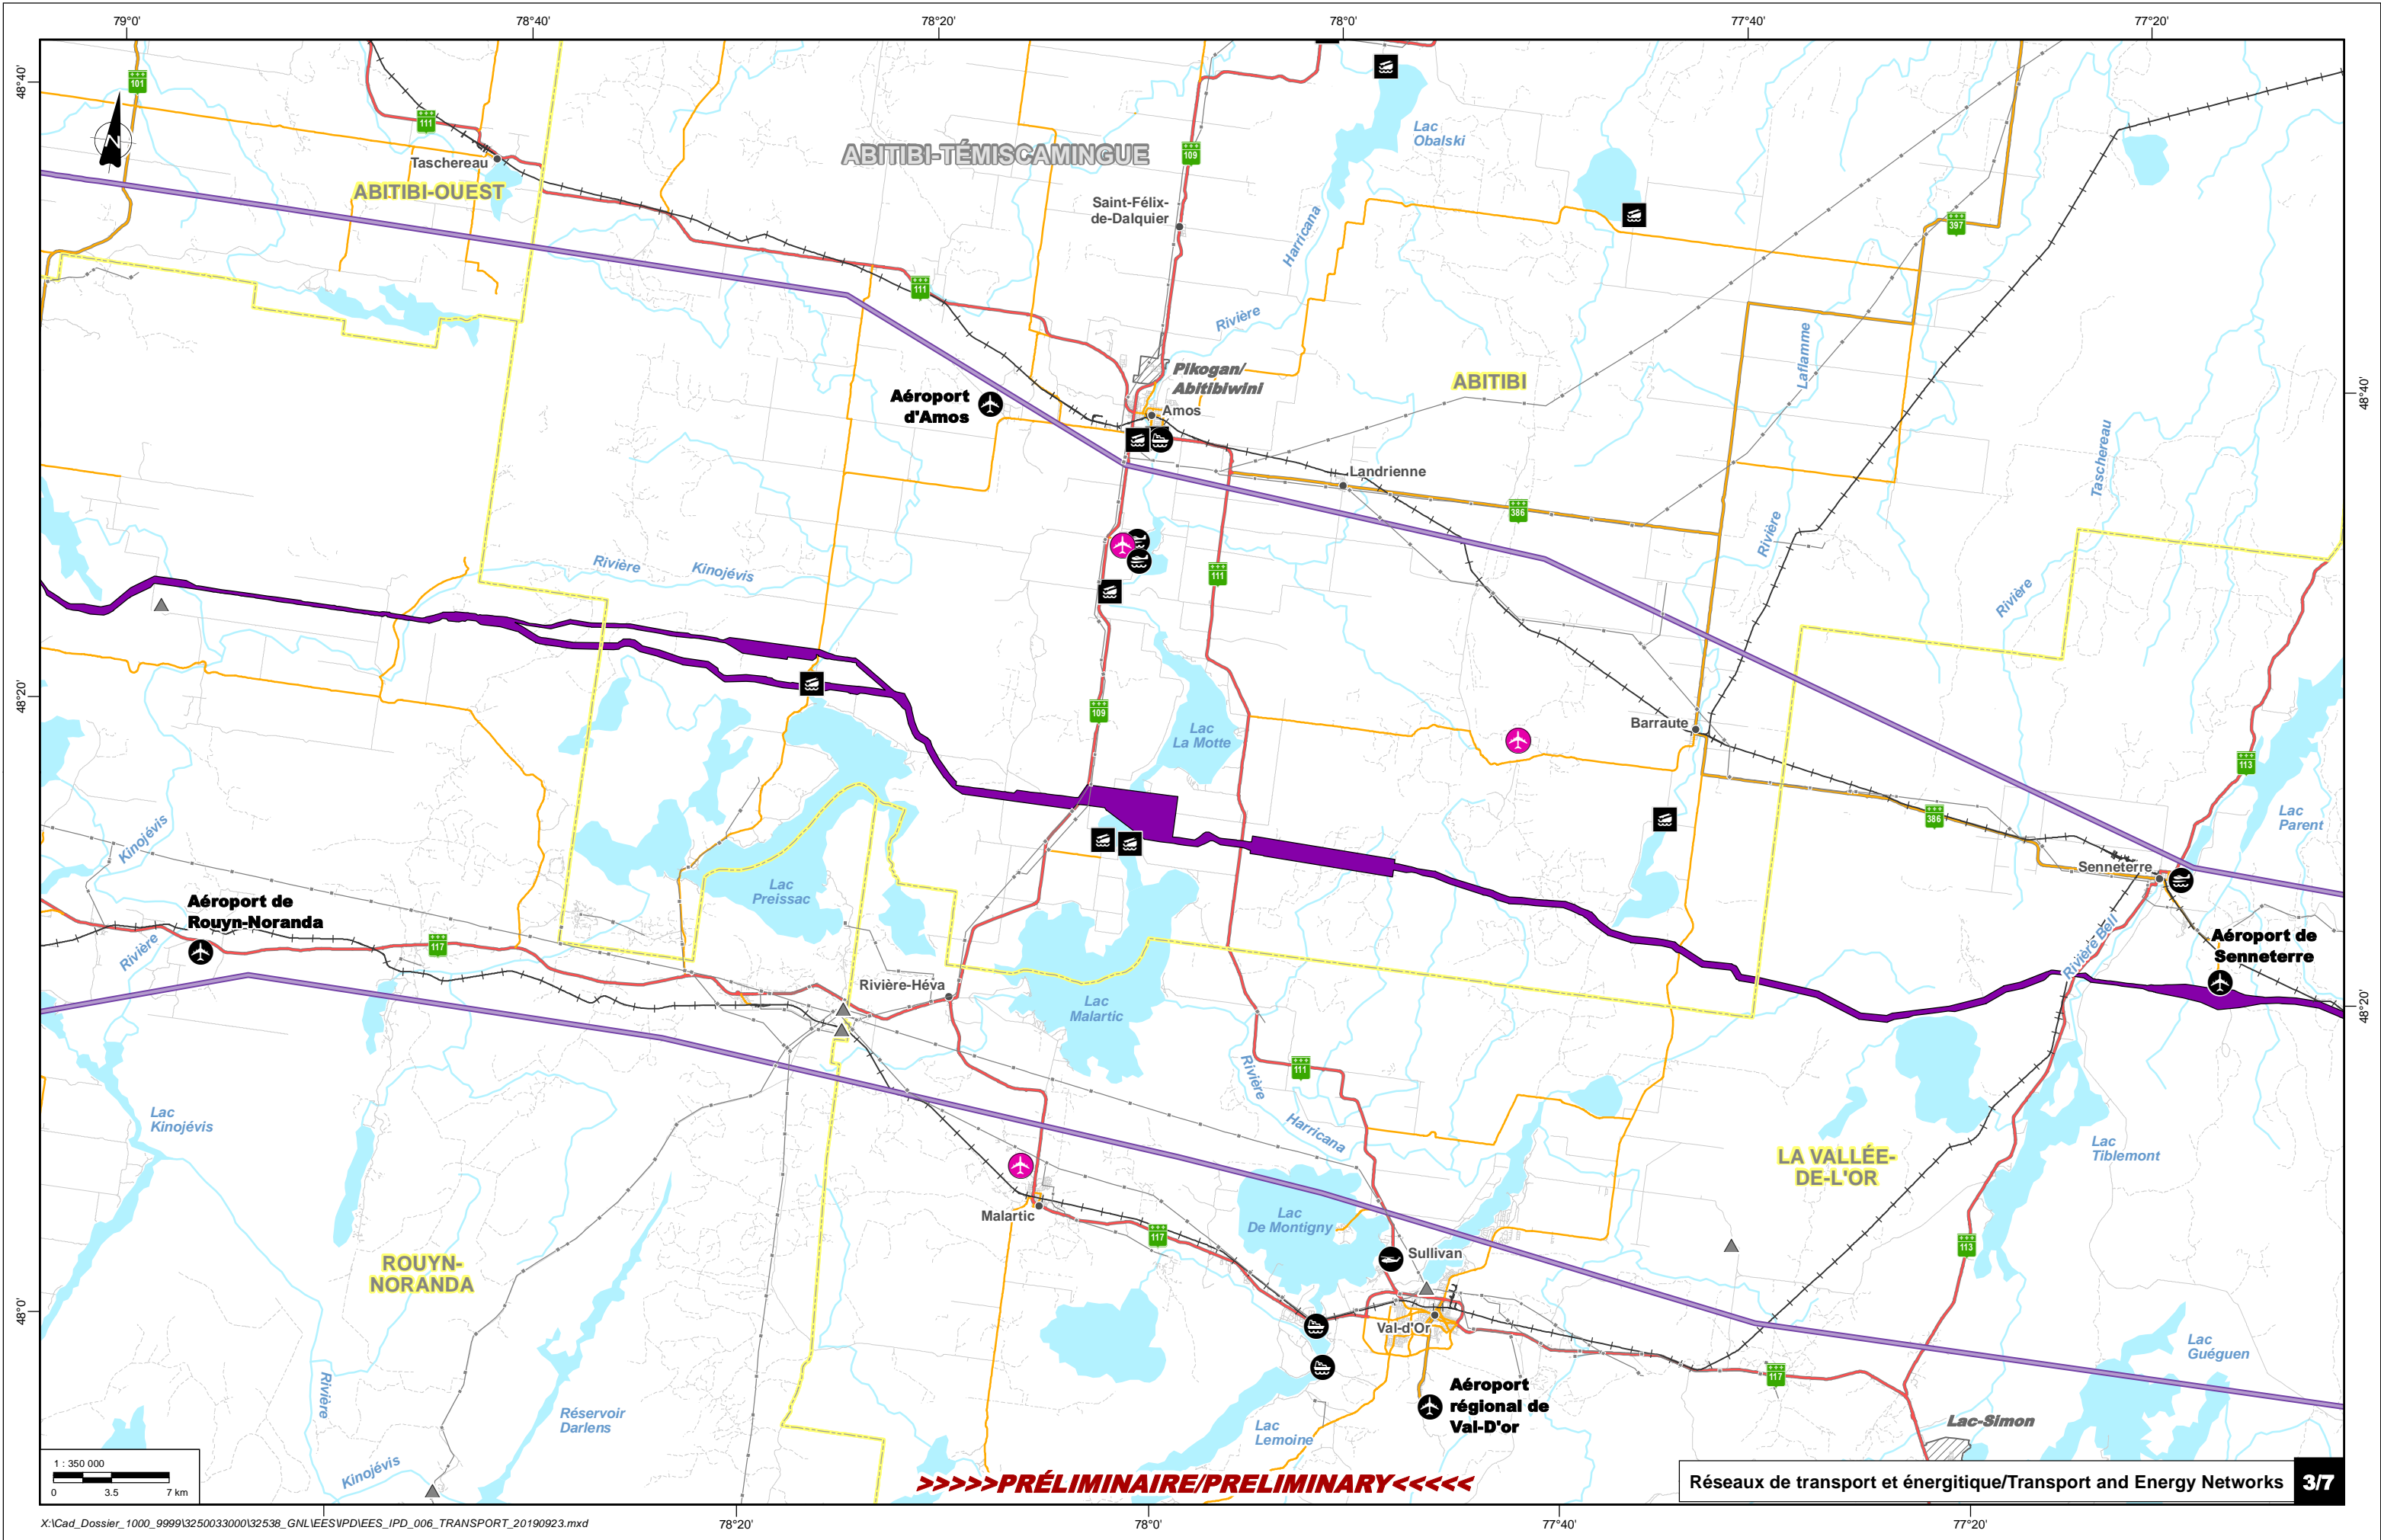 79°0'
78°40'
78°20'
78°0'
77°40'
77°20'
48°40'
101
N
111
Taschereau
ABITIBI-OUEST
ABITIBI-TÉMISCAMINGUE
109
Lac
Obalski
Saint-Félix-
de-Dalquier
Harricana
Rivière
397
111
Pikogan/
Abitibiwini
ABITIBI
Laflamme
48°40'
Aéroport
d'Amos
Amos
Landrienne
386
Taschereau
Rivière
Rivière
Kinojévis
Rivière
111
48°20'
109
Lac
La Motte
Barraute
113
Lac
Parent
386
Kinojévis
Lac
Preissac
Senneterre
Aéroport de
Rouyn-Noranda
117
Rivière
Rivière Bell
Aéroport de
Senneterre
Rivière-Héva
Lac
Malartic
48°20'
111
Rivière
Harricana
Lac
Kinojévis
Lac
Tiblemont
LA VALLÉE-
DE-L'OR
Malartic
117
Lac
De Montigny
Sullivan
113
ROUYN-
NORANDA
48°0'
Val-d'Or
Lac
Guéguen
117
Rivière
Réservoir
Darlens
Aéroport
régional de
Val-D'or
Lac
Lemoine
Lac-Simon
Kinojévis
1 : 350 000
0 3.5 7 km
>>>>>PRÉLIMINAIRE/PRELIMINARY<<<<<
Réseaux de transport et énergitique/Transport and Energy Networks 3/7
X:\Cad_Dossier_1000_9999\3250033000\32538_GNL\EES\IPD\EES_IPD_006_TRANSPORT_20190923.mxd
78°20'
78°0'
77°40'
77°20'